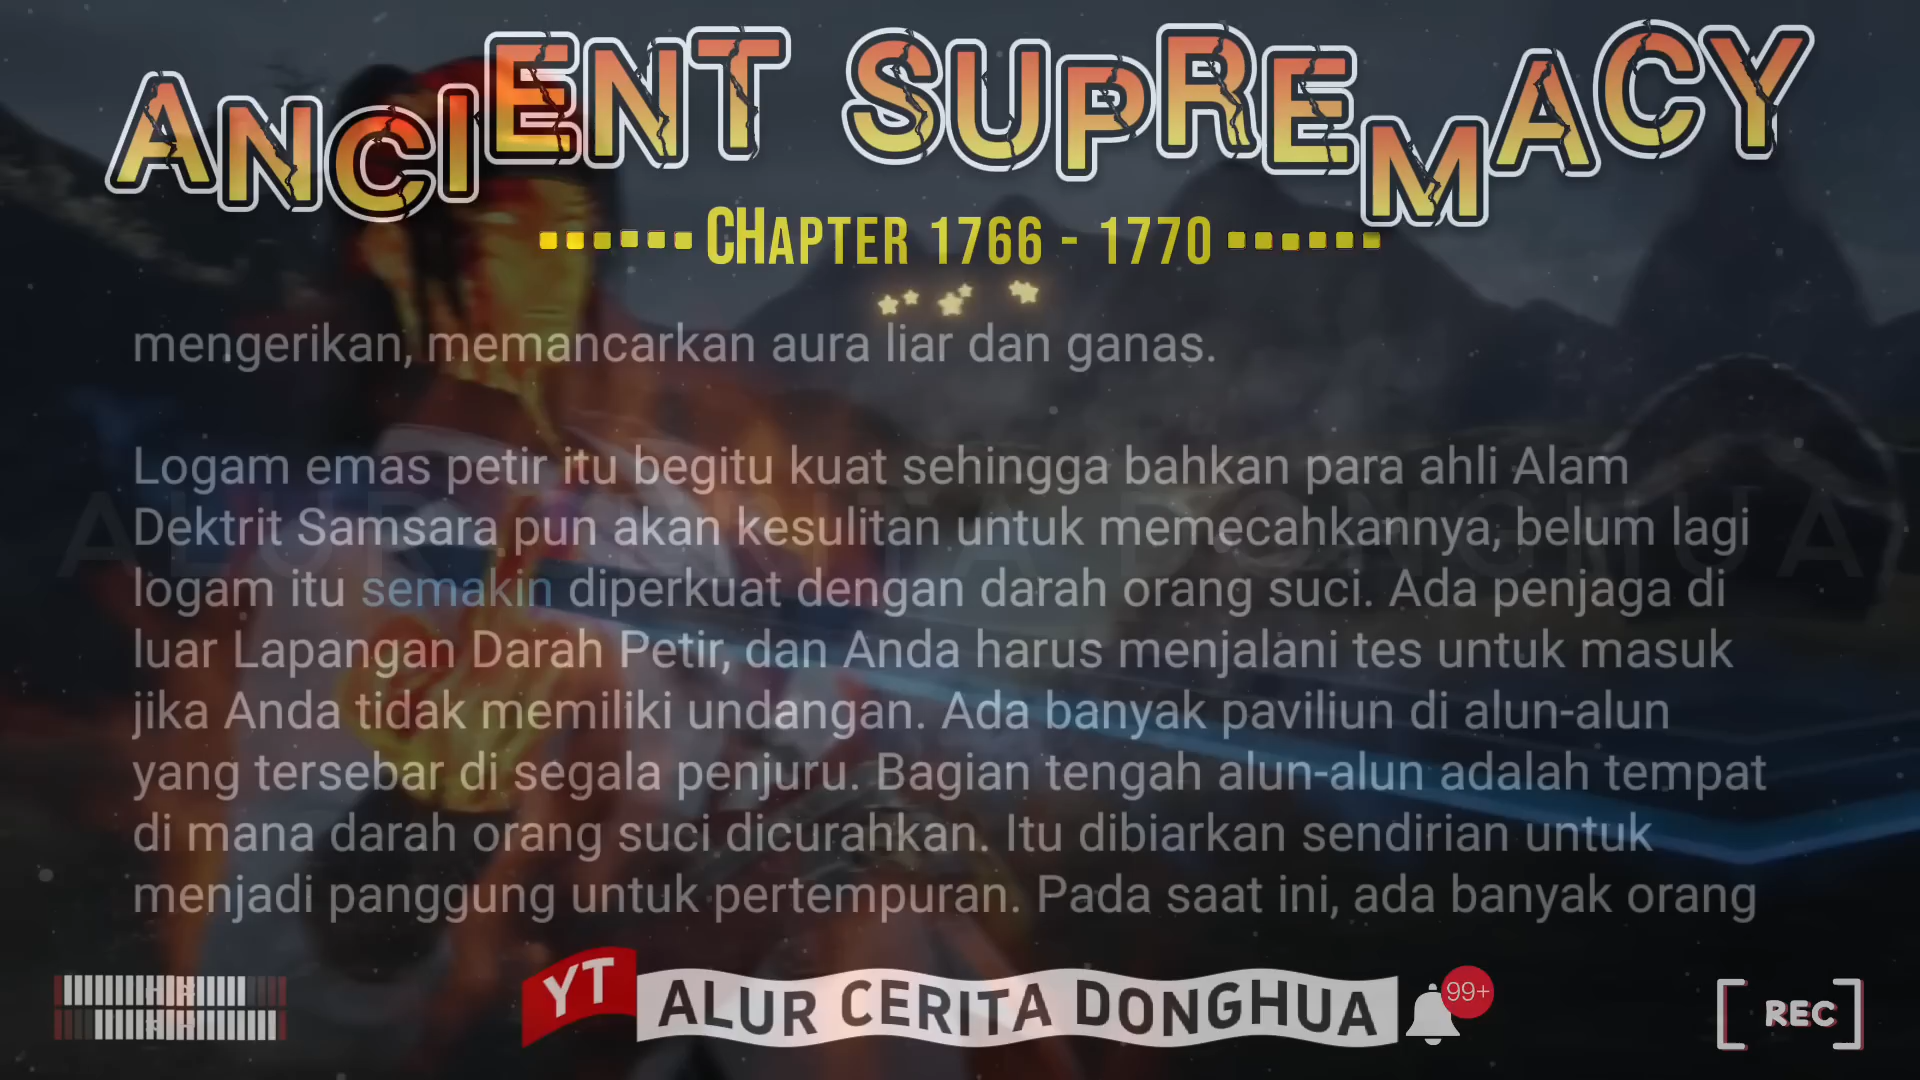 ANCIENT SUPREMACY
CHAPTER 1766 - 1770
mengerikan, memancarkan aura liar dan ganas.
Logam emas petir itu begitu kuat sehingga bahkan para ahli Alam
Dektrit Samsara pun akan kesulitan untuk memecahkannya, belum lagi
logam itu semakin diperkuat dengan darah orang suci. Ada penjaga di
luar Lapangan Darah Petir, dan Anda harus menjalani tes untuk masuk
jika Anda tidak memiliki undangan. Ada banyak paviliun di alun-alun
yang tersebar di segala penjuru. Bagian tengah alun-alun adalah tempat
di mana darah orang suci dicurahkan. Itu dibiarkan sendirian untuk
menjadi panggung untuk pertempuran. Pada saat ini, ada banyak orang
ALUR CERITA DONGHUA
YT ALUR CERITA DONGHUA 99+
REC